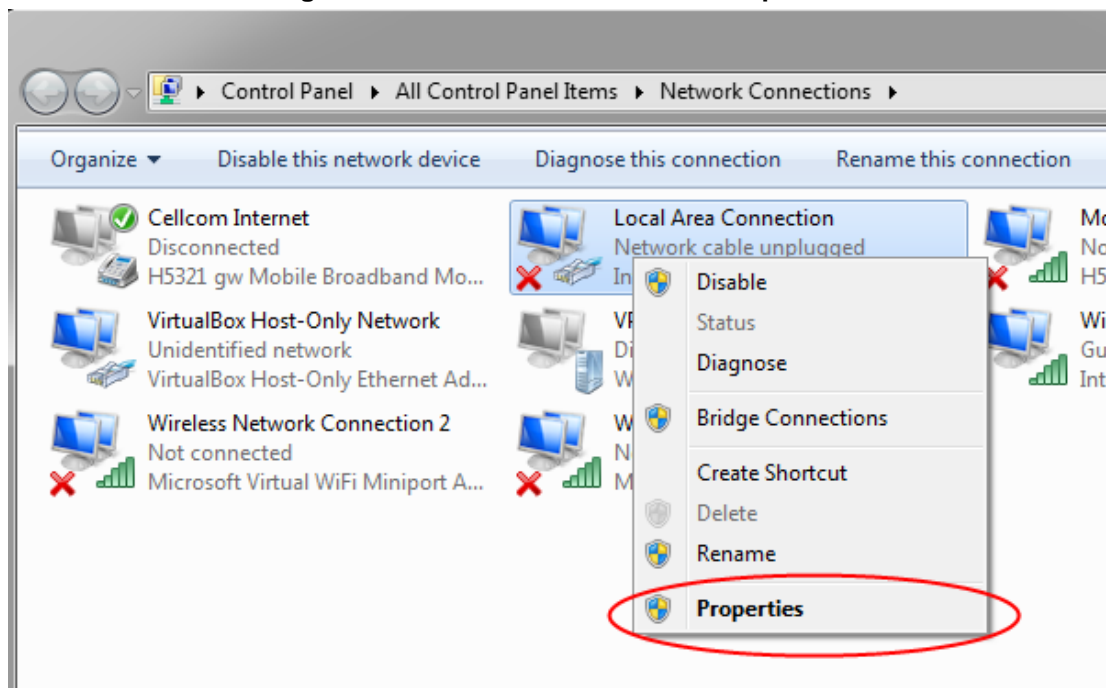 Control Panel ▸ All Control Panel Items ▸ Network Connections ▸
Organize ▾ Disable this network device Diagnose this connection Rename this connection
Cellcom Internet
Disconnected
H5321 gw Mobile Broadband Mo...
VirtualBox Host-Only Network
Unidentified network
VirtualBox Host-Only Ethernet Ad...
Wireless Network Connection 2
Not connected
Microsoft Virtual WiFi Miniport A...
Local Area Connection
Network cable unplugged
Disable
Status
Diagnose
Bridge Connections
Create Shortcut
Delete
Rename
Properties